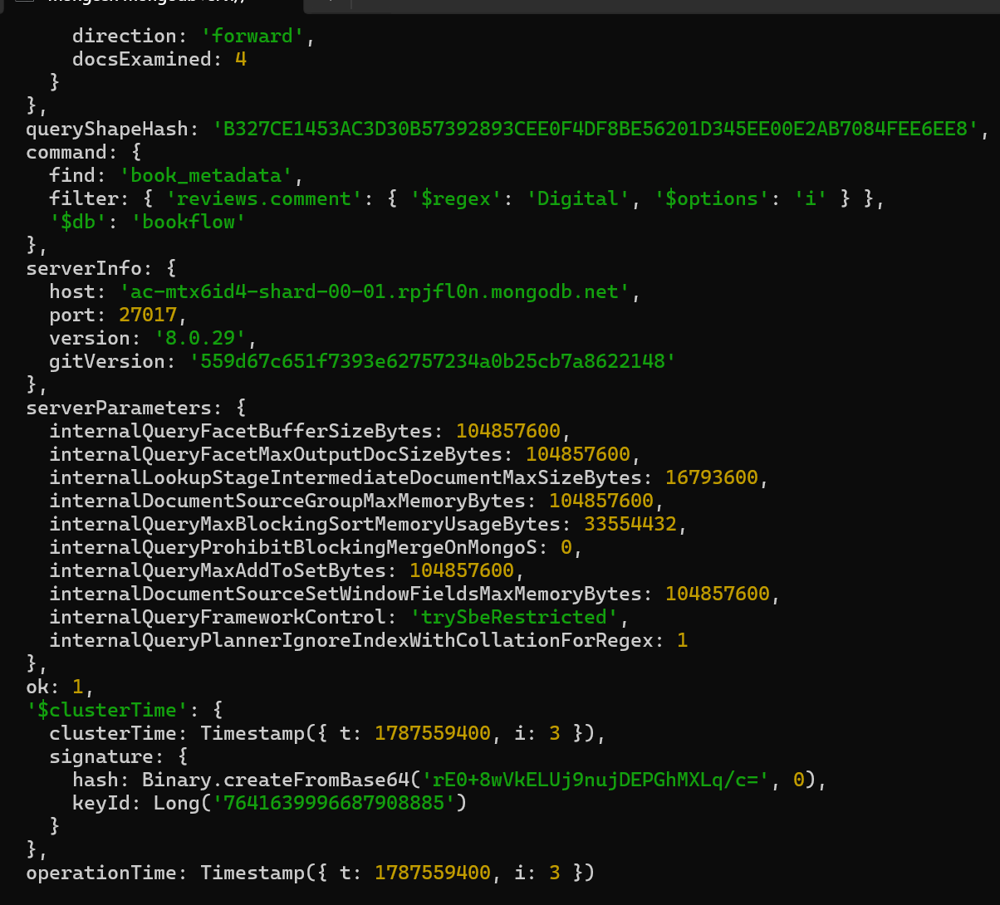 direction: 'forward',
docsExamined: 4
}
},
queryShapeHash: 'B327CE1453AC3D30B57392893CEE0F4DF8BE56201D345EE00E2AB7084FEE6EE8',
command: {
find: 'book_metadata',
filter: { 'reviews.comment': { '$regex': 'Digital', '$options': 'i' } },
'$db': 'bookflow'
},
serverInfo: {
host: 'ac-mtx6id4-shard-00-01.rpjfl0n.mongodb.net',
port: 27017,
version: '8.0.29',
gitVersion: '559d67c651f7393e62757234a0b25cb7a8622148'
},
serverParameters: {
internalQueryFacetBufferSizeBytes: 104857600,
internalQueryFacetMaxOutputDocSizeBytes: 104857600,
internalLookupStageIntermediateDocumentMaxSizeBytes: 16793600,
internalDocumentSourceGroupMaxMemoryBytes: 104857600,
internalQueryMaxBlockingSortMemoryUsageBytes: 33554432,
internalQueryProhibitBlockingMergeOnMongoS: 0,
internalQueryMaxAddToSetBytes: 104857600,
internalDocumentSourceSetWindowFieldsMaxMemoryBytes: 104857600,
internalQueryFrameworkControl: 'trySbeRestricted',
internalQueryPlannerIgnoreIndexWithCollationForRegex: 1
},
ok: 1,
'$clusterTime': {
clusterTime: Timestamp({ t: 1787559400, i: 3 }),
signature: {
hash: Binary.createFromBase64('rE0+8wVkELUj9nujDEPGhMXLq/c=', 0),
keyId: Long('7641639996687908885')
}
},
operationTime: Timestamp({ t: 1787559400, i: 3 })